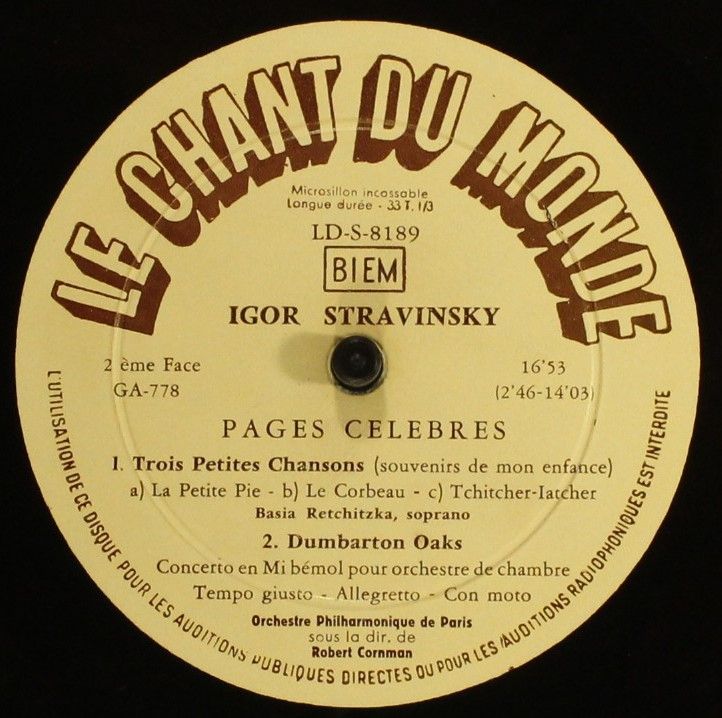 LE CHANT DU MONDE
Microsillon incassable
Longue durée - 33 T. 1/3
LD-S-8189
BIEM
IGOR STRAVINSKY
2 ème Face
GA-778
16'53
(2'46-14'03)
PAGES CELEBRES
1. Trois Petites Chansons (souvenirs de mon enfance)
a) La Petite Pie - b) Le Corbeau - c) Tchitcher-Iatcher
Basia Retchitzka, soprano
2. Dumbarton Oaks
Concerto en Mi bémol pour orchestre de chambre
Tempo giusto - Allegretto - Con moto
Orchestre Philharmonique de Paris
sous la dir. de
Robert Cornman
L'UTILISATION DE CE DISQUE POUR LES AUDITIONS PUBLIQUES DIRECTES OU POUR LES AUDITIONS RADIOPHONIQUES EST INTERDITE